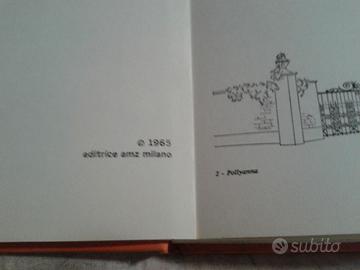 © 1965
editrice amz milano
2 - Pollyanna
subito